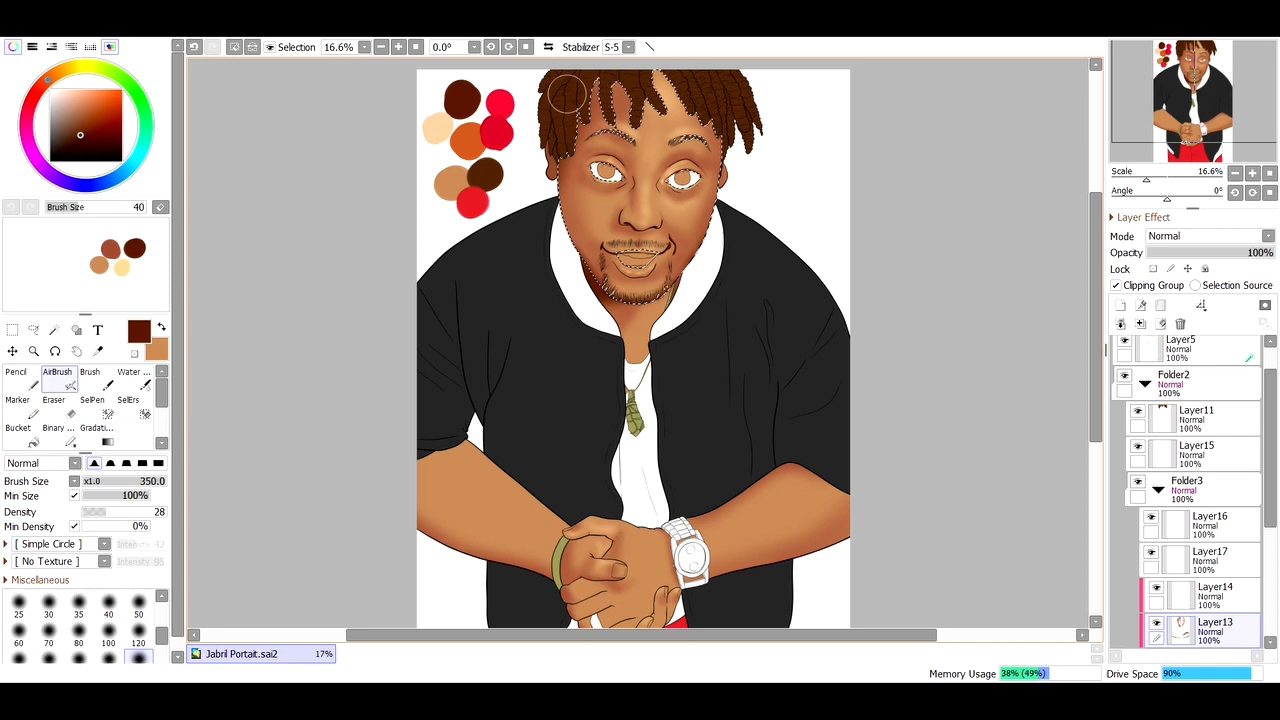 Selection 16.6% 0.0° Stabilizer S-5
Brush Size 40
T
Pencil AirBrush Brush Water ...
Marker Eraser SelPen SelErs
Bucket Binary ... Gradati...
Normal
Brush Size x1.0 350.0
Min Size 100%
Density 28
Min Density 0%
[ Simple Circle ] Intensity 42
[ No Texture ] Intensity 95
Miscellaneous
25 30 35 40 50
60 70 80 100 120
Jabril Portait.sai2 17%
Scale 16.6%
Angle 0°
Layer Effect
Mode Normal
Opacity 100%
Lock
Clipping Group Selection Source
Layer5
Normal
100%
Folder2
Normal
100%
Layer11
Normal
100%
Layer15
Normal
100%
Folder3
Normal
100%
Layer16
Normal
100%
Layer17
Normal
100%
Layer14
Normal
100%
Layer13
Normal
100%
Memory Usage 38% (49%) Drive Space 90%